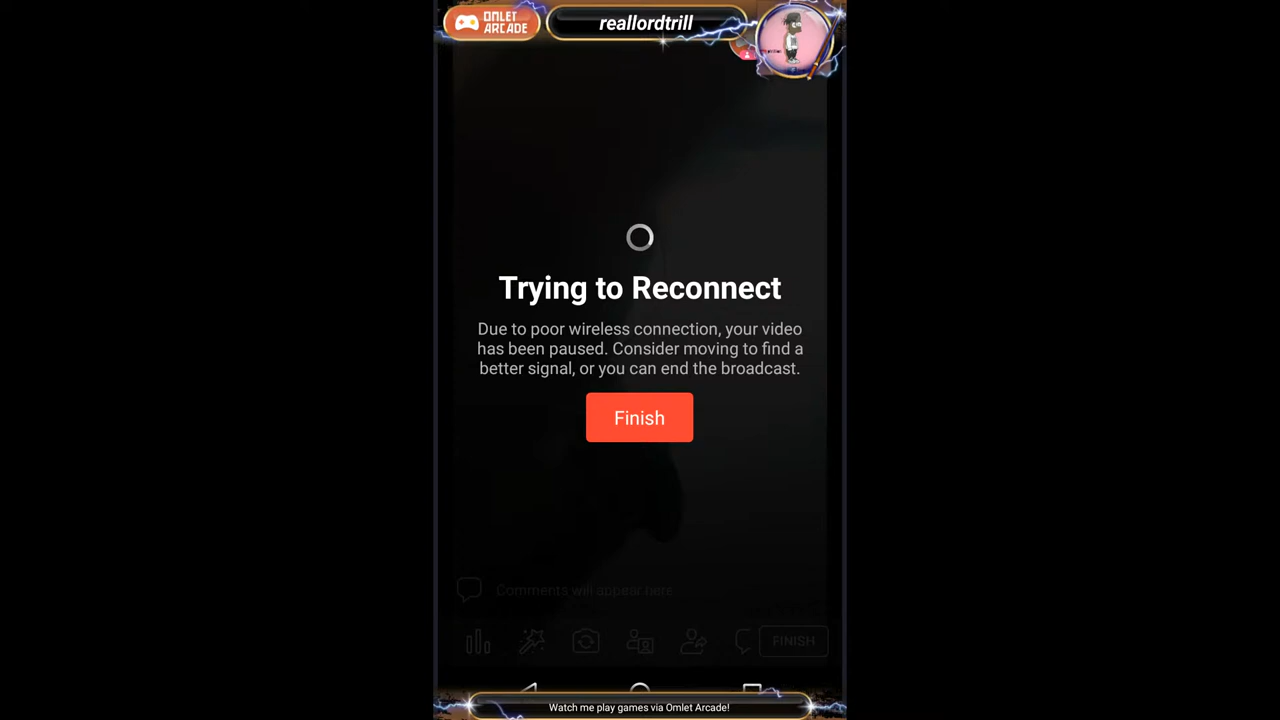 OMLET
ARCADE
reallordtrill
Trying to Reconnect
Due to poor wireless connection, your video
has been paused. Consider moving to find a
better signal, or you can end the broadcast.
Finish
Comments will appear here
FINISH
Watch me play games via Omlet Arcade!